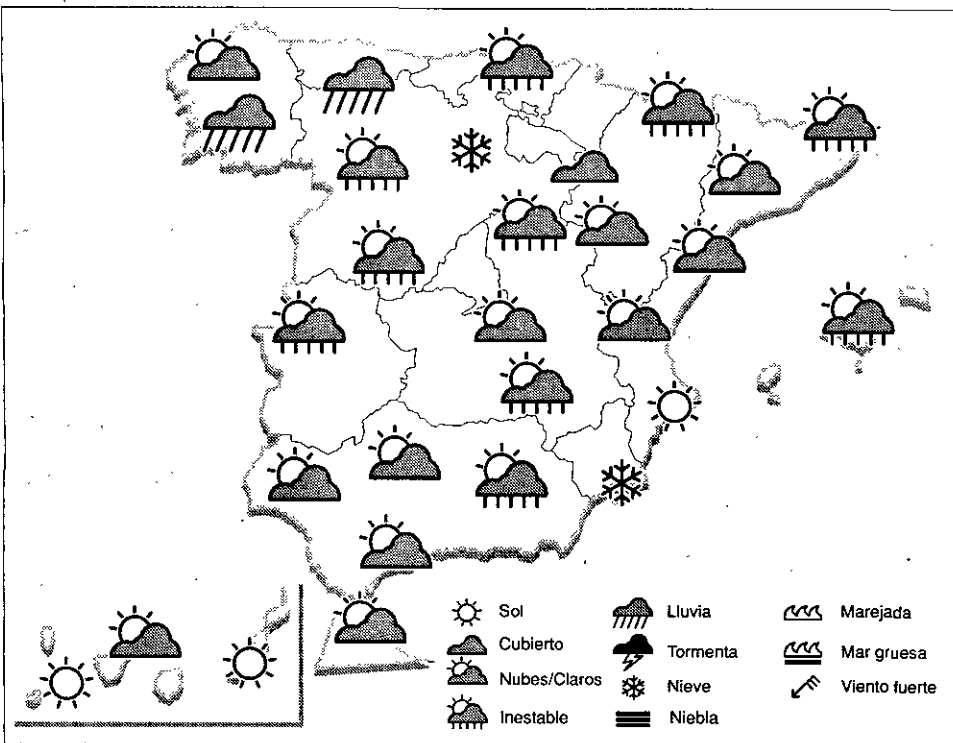 Sol
Cubierto
Nubes/Claros
Inestable
Lluvia
Tormenta
Nieve
Niebla
Marejada
Mar gruesa
Viento fuerte